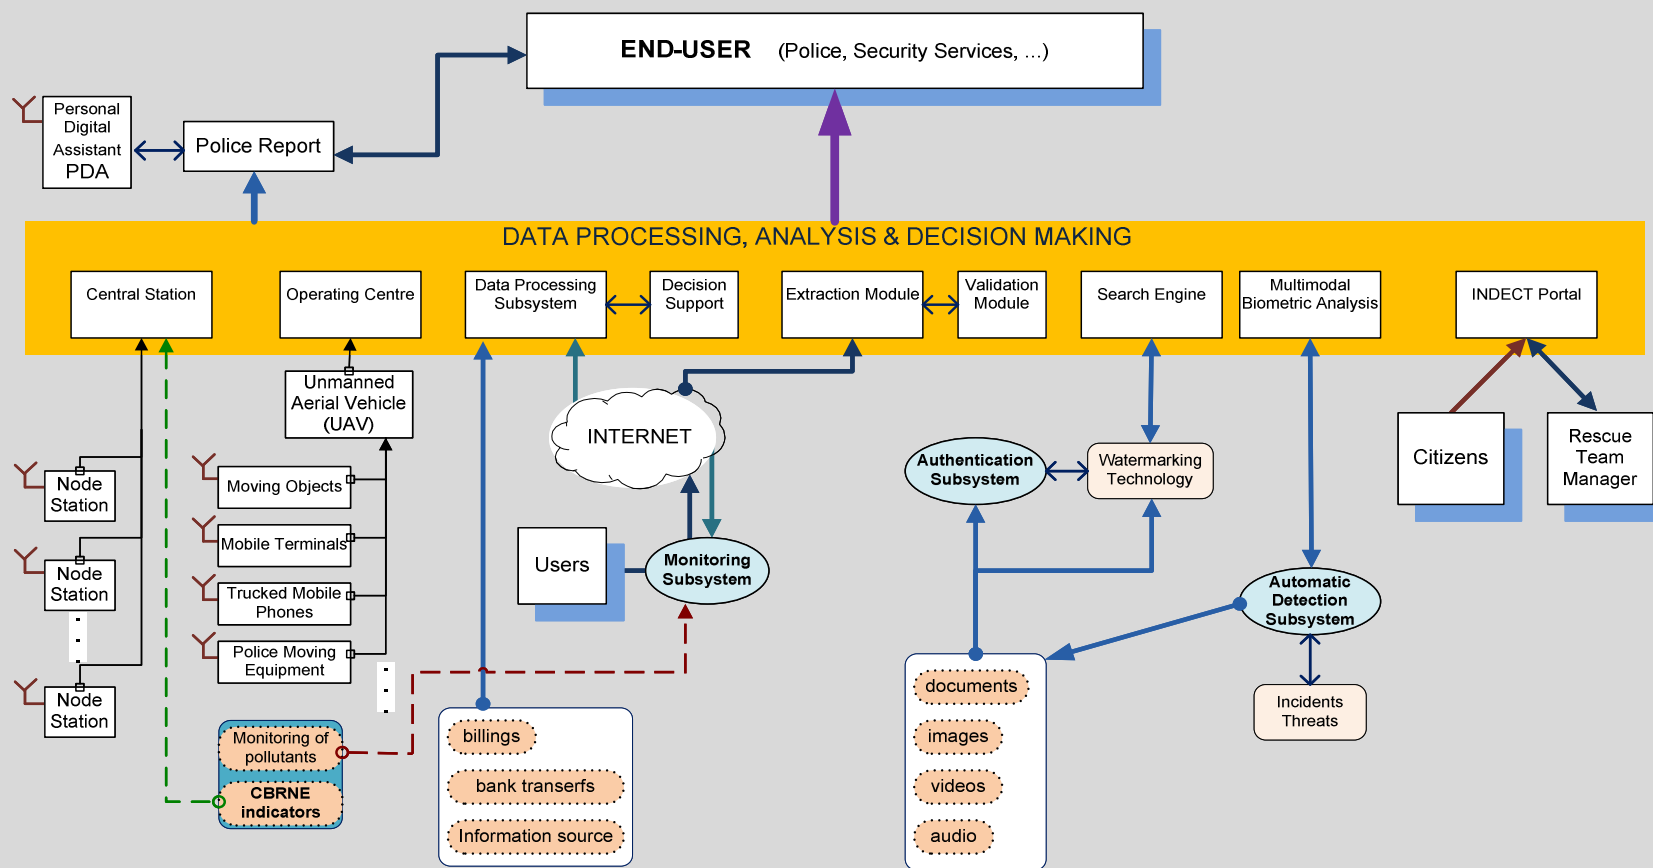 END-USER (Police, Security Services, ...)
Personal
Digital
Assistant
PDA
Police Report
DATA PROCESSING, ANALYSIS & DECISION MAKING
Central Station
Operating Centre
Data Processing
Subsystem
Decision
Support
Extraction Module
Validation
Module
Search Engine
Multimodal
Biometric Analysis
INDECT Portal
Unmanned
Aerial Vehicle
(UAV)
INTERNET
Authentication
Subsystem
Watermarking
Technology
Citizens
Rescue
Team
Manager
Node
Station
Moving Objects
Mobile Terminals
Node
Station
Trucked Mobile
Phones
Police Moving
Equipment
Node
Station
Users
Monitoring
Subsystem
Automatic
Detection
Subsystem
Incidents
Threats
Monitoring of
pollutants
CBRNE
indicators
billings
bank transerfs
Information source
documents
images
videos
audio